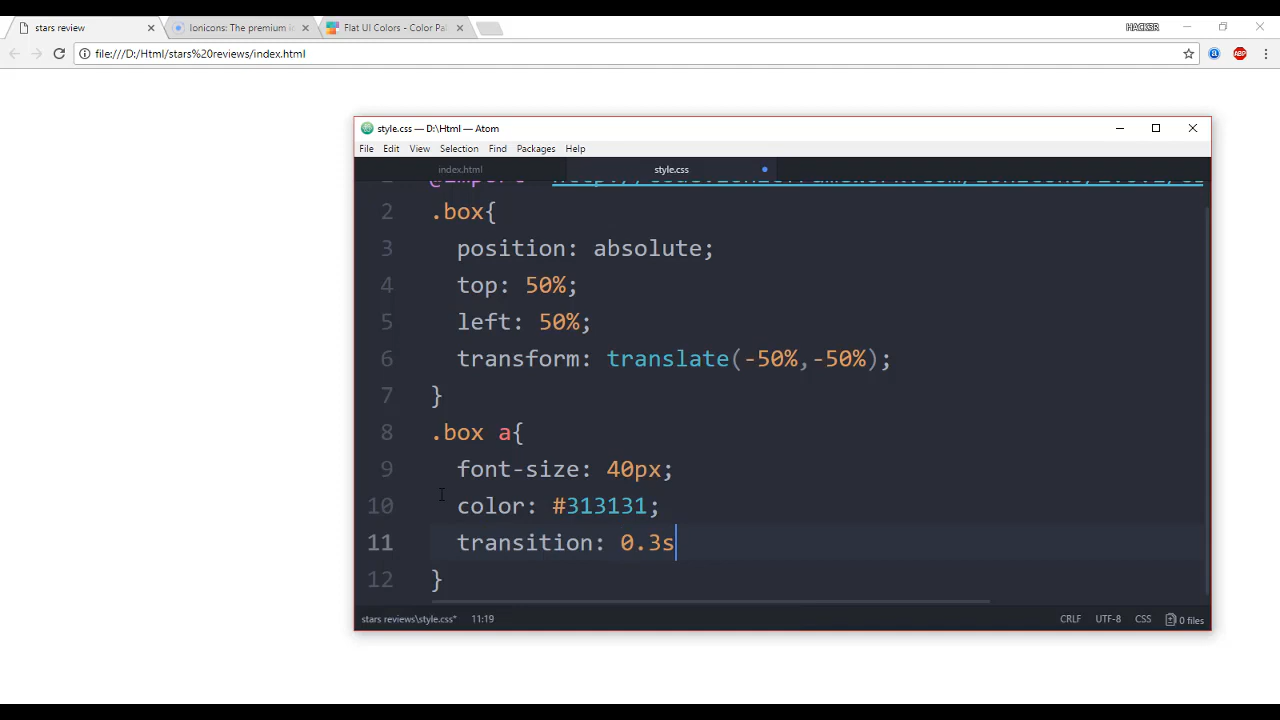 stars review
Ionicons: The premium i
Flat UI Colors - Color Pa
HACK3R
file:///D:/Html/stars%20reviews/index.html
ABP
style.css — D:\Html — Atom
File Edit View Selection Find Packages Help
index.html
style.css
2 .box{
3 position: absolute;
4 top: 50%;
5 left: 50%;
6 transform: translate(-50%,-50%);
7 }
8 .box a{
9 font-size: 40px;
10 color: #313131;
11 transition: 0.3s
12 }
stars reviews\style.css* 11:19 CRLF UTF-8 CSS 0 files